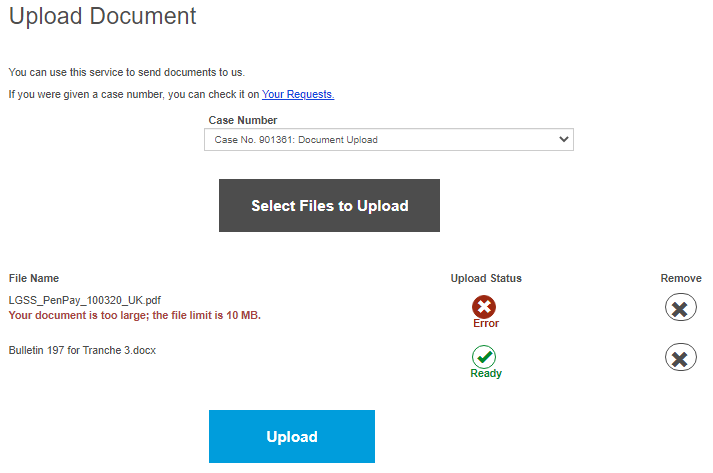 Upload Document
You can use this service to send documents to us.
If you were given a case number, you can check it on Your Requests.
Case Number
Case No. 901361: Document Upload
Select Files to Upload
File Name Upload Status Remove
LGSS_PenPay_100320_UK.pdf
Your document is too large; the file limit is 10 MB.
Error
Bulletin 197 for Tranche 3.docx
Ready
Upload